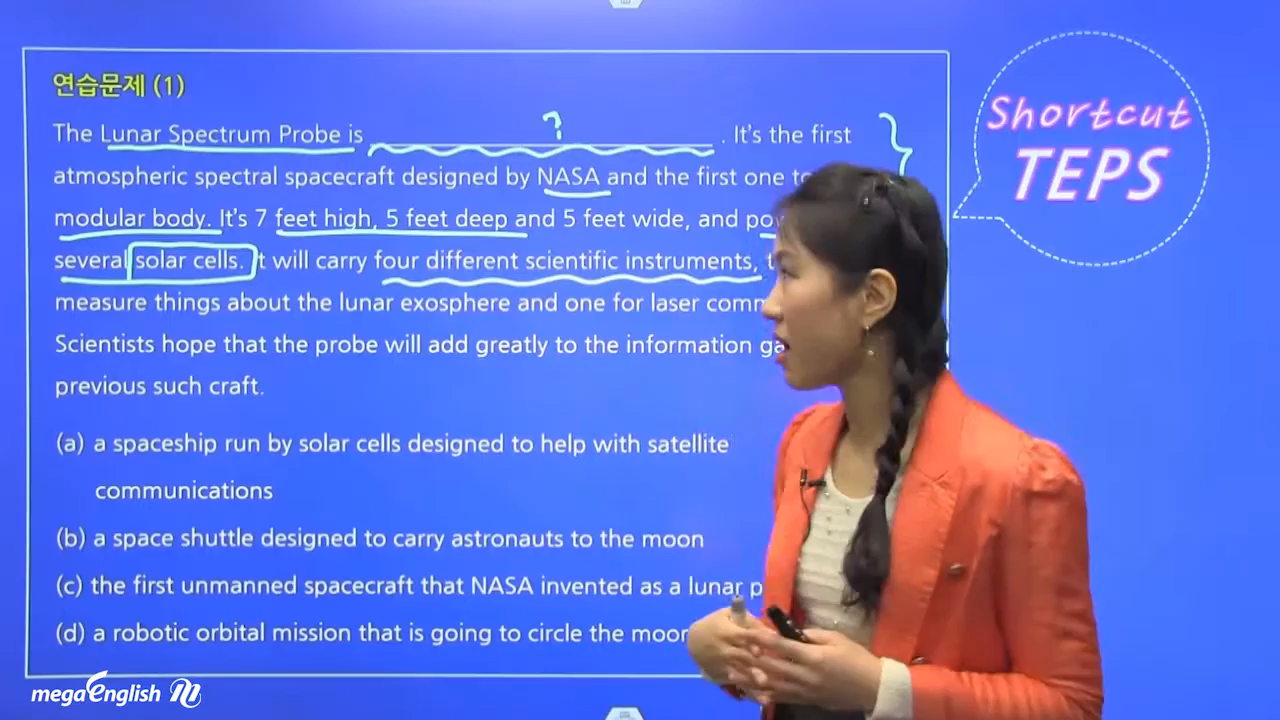 연습문제 (1)
The Lunar Spectrum Probe is ? . It's the first
atmospheric spectral spacecraft designed by NASA and the first one
modular body. It's 7 feet high, 5 feet deep and 5 feet wide, and
several solar cells. It will carry four different scientific instruments,
measure things about the lunar exosphere and one for laser
Scientists hope that the probe will add greatly to the information
previous such craft.
(a) a spaceship run by solar cells designed to help with satellite
communications
(b) a space shuttle designed to carry astronauts to the moon
(c) the first unmanned spacecraft that NASA invented as a lunar
(d) a robotic orbital mission that is going to circle the moon
Shortcut
TEPS
megaEnglish M